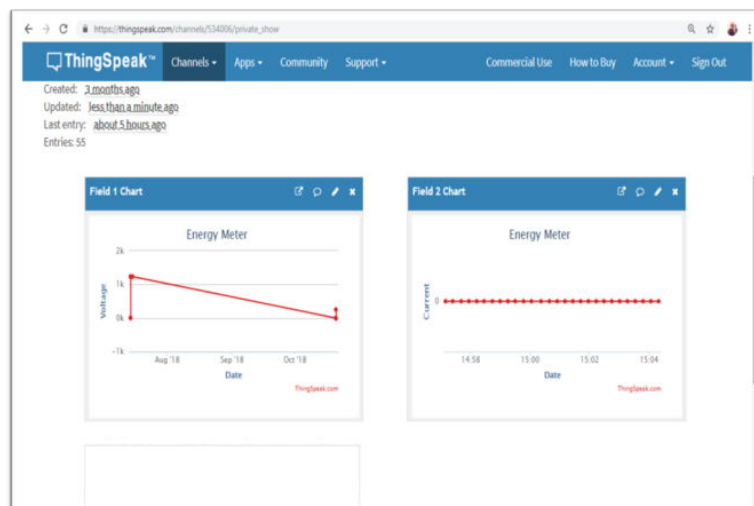 https://thingspeak.com/channels/534006/private_show
ThingSpeak™ Channels Apps Community Support Commercial Use How to Buy Account Sign Out
Created: 3 months ago
Updated: less than a minute ago
Last entry: about 5 hours ago
Entries: 55
Field 1 Chart
Energy Meter
Voltage
2k
1k
0k
-1k
Aug '18 Sep '18 Oct '18
Date
ThingSpeak.com
Field 2 Chart
Energy Meter
Current
0
14:58 15:00 15:02 15:04
Date
ThingSpeak.com